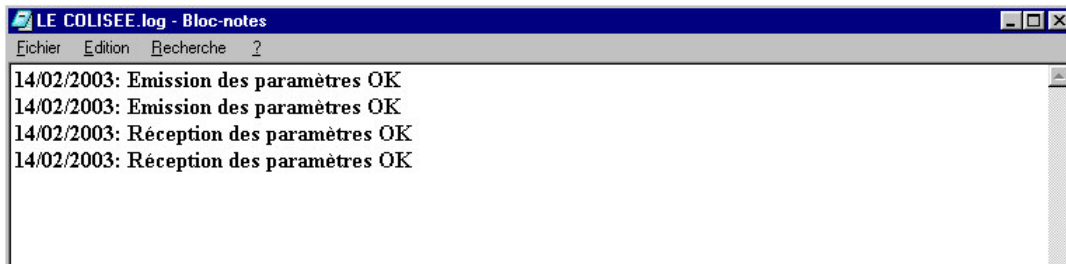 LE COLISEE.log - Bloc-notes
Fichier Edition Recherche ?
14/02/2003: Emission des paramètres OK
14/02/2003: Emission des paramètres OK
14/02/2003: Réception des paramètres OK
14/02/2003: Réception des paramètres OK